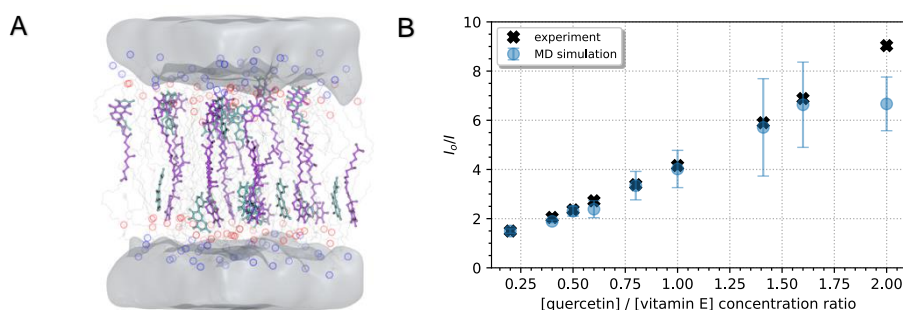 A
B
experiment
MD simulation
I₀/I
10
8
6
4
2
0
0.25 0.50 0.75 1.00 1.25 1.50 1.75 2.00
[quercetin] / [vitamin E] concentration ratio